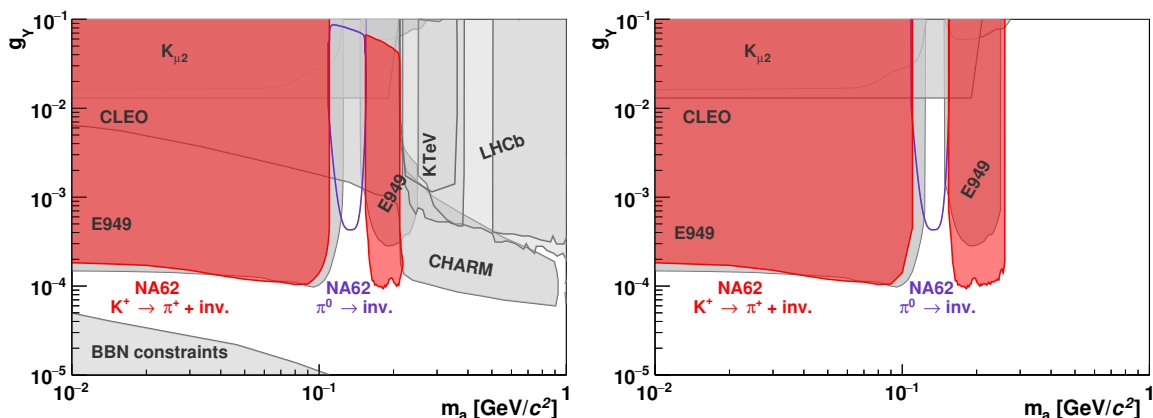 g_Y
10⁻¹
10⁻²
10⁻³
10⁻⁴
10⁻⁵
K_μ2
CLEO
E949
E949
KTeV
LHCb
CHARM
NA62
K⁺ → π⁺ + inv.
NA62
π⁰ → inv.
BBN constraints
10⁻²
10⁻¹
1
m_a [GeV/c²]
g_Y
10⁻¹
10⁻²
10⁻³
10⁻⁴
10⁻⁵
K_μ2
CLEO
E949
E949
NA62
K⁺ → π⁺ + inv.
NA62
π⁰ → inv.
10⁻²
10⁻¹
1
m_a [GeV/c²]